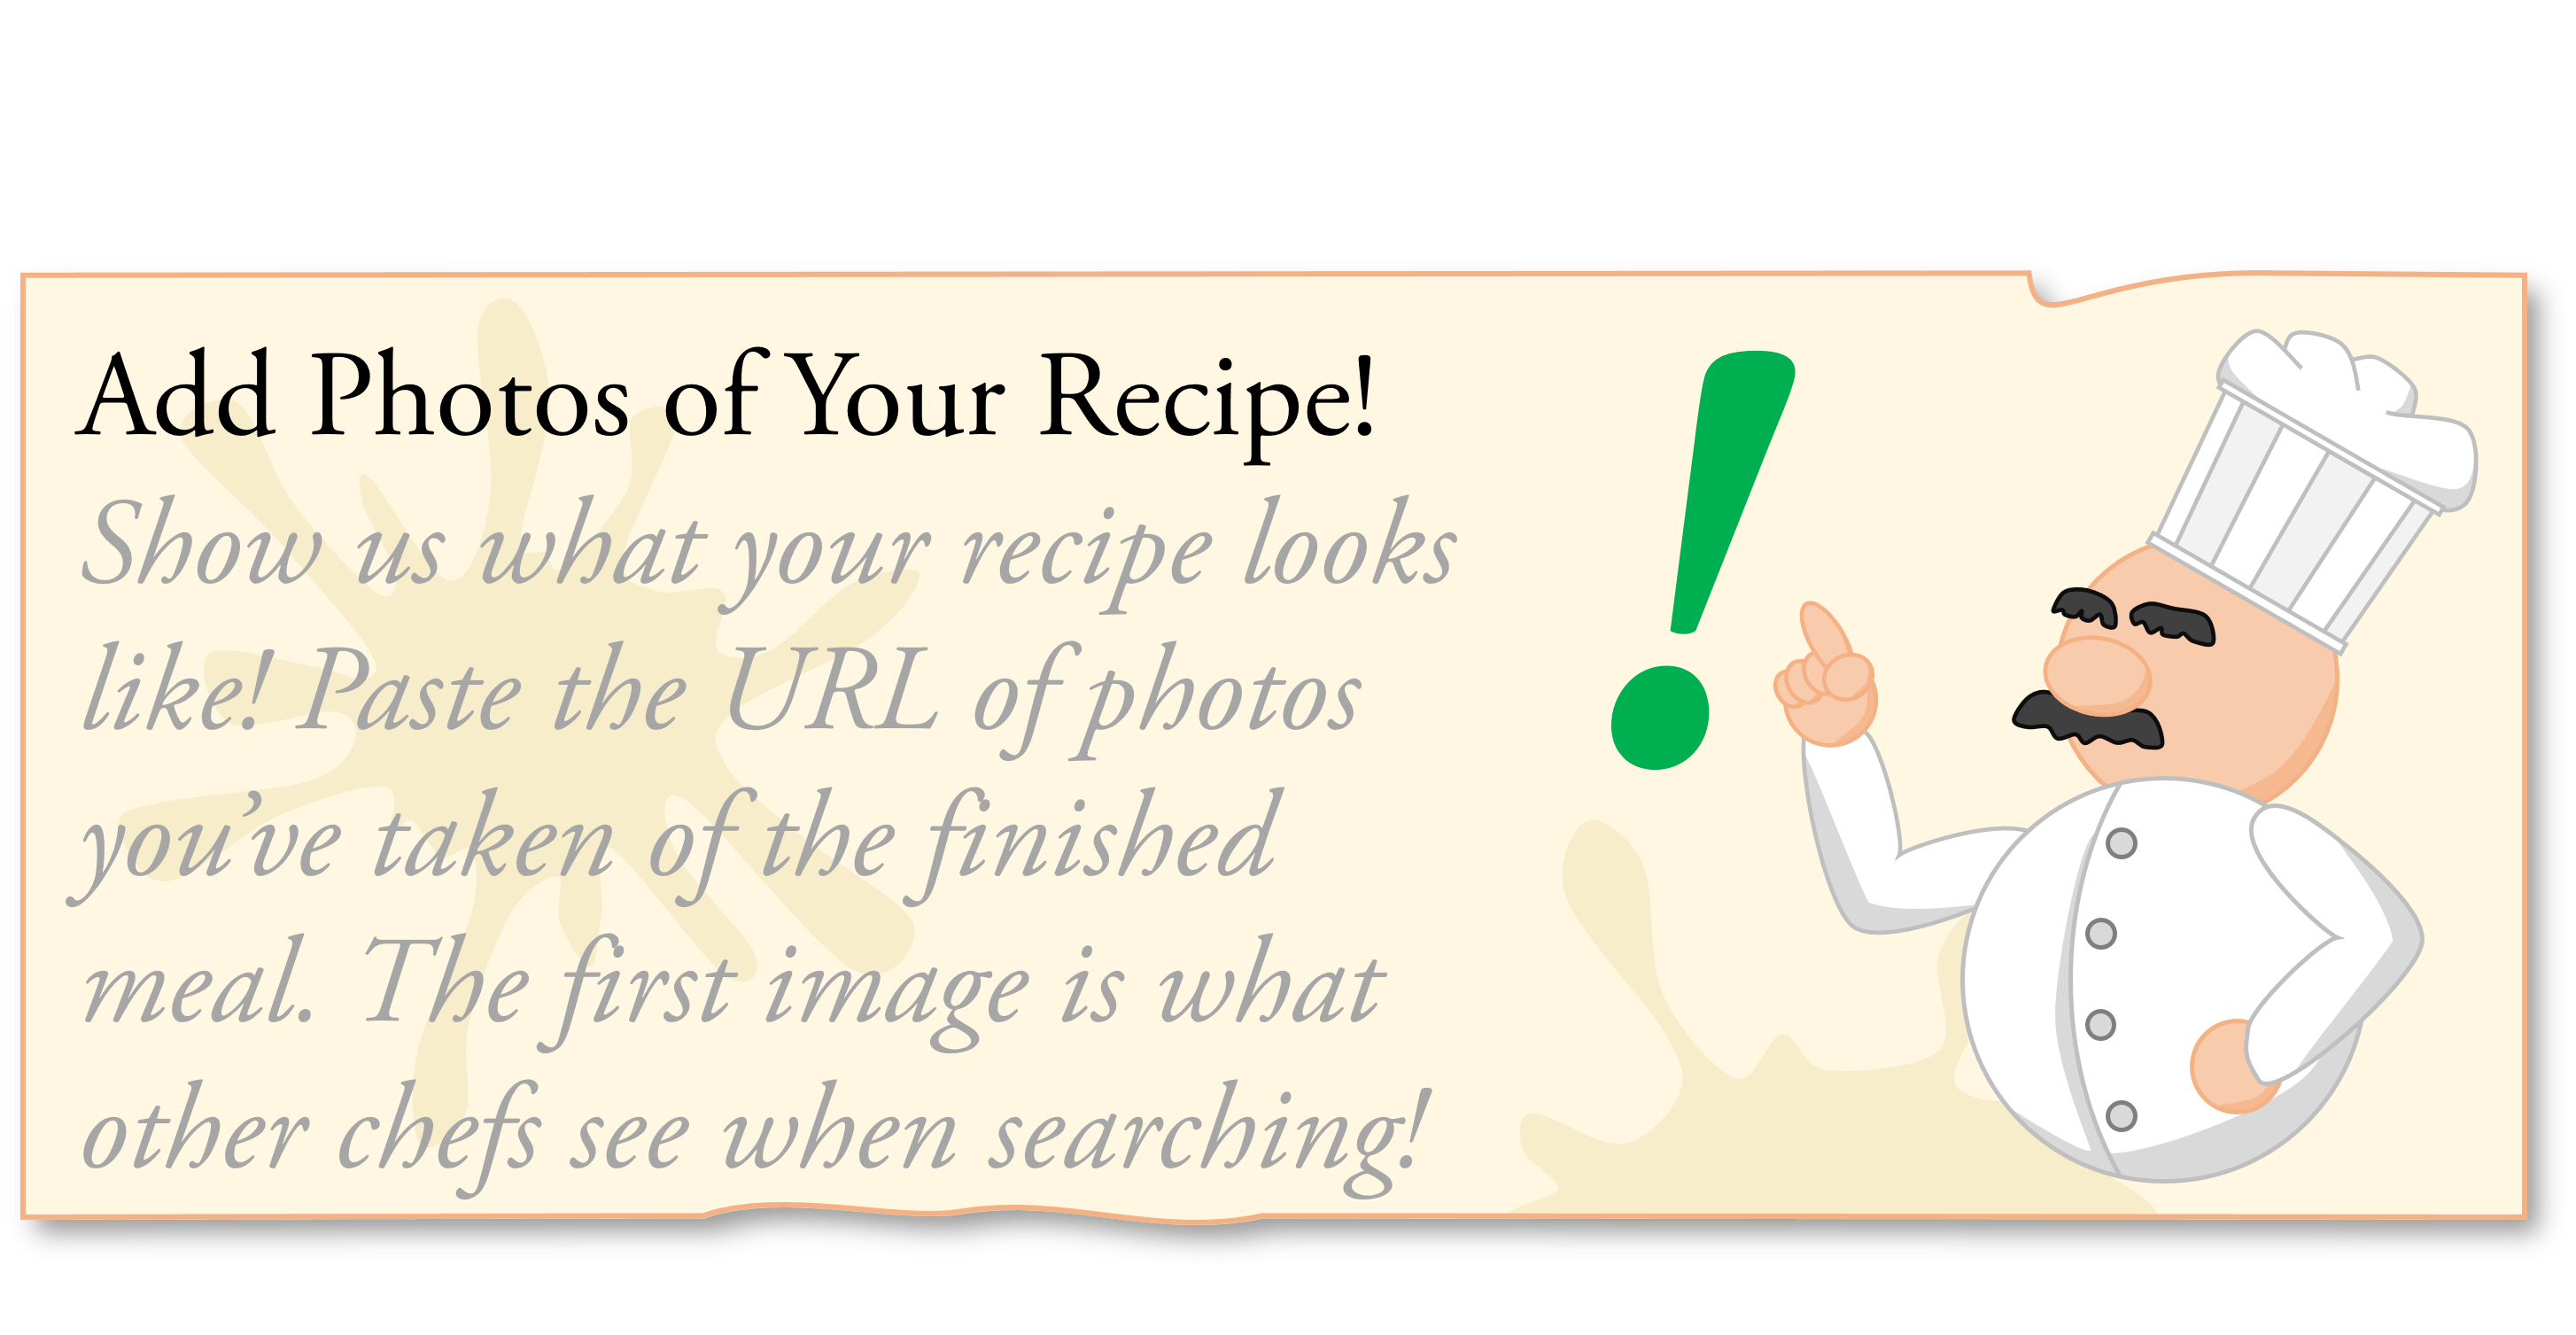 Add Photos of Your Recipe!
Show us what your recipe looks
like! Paste the URL of photos
you’ve taken of the finished
meal. The first image is what
other chefs see when searching!
!